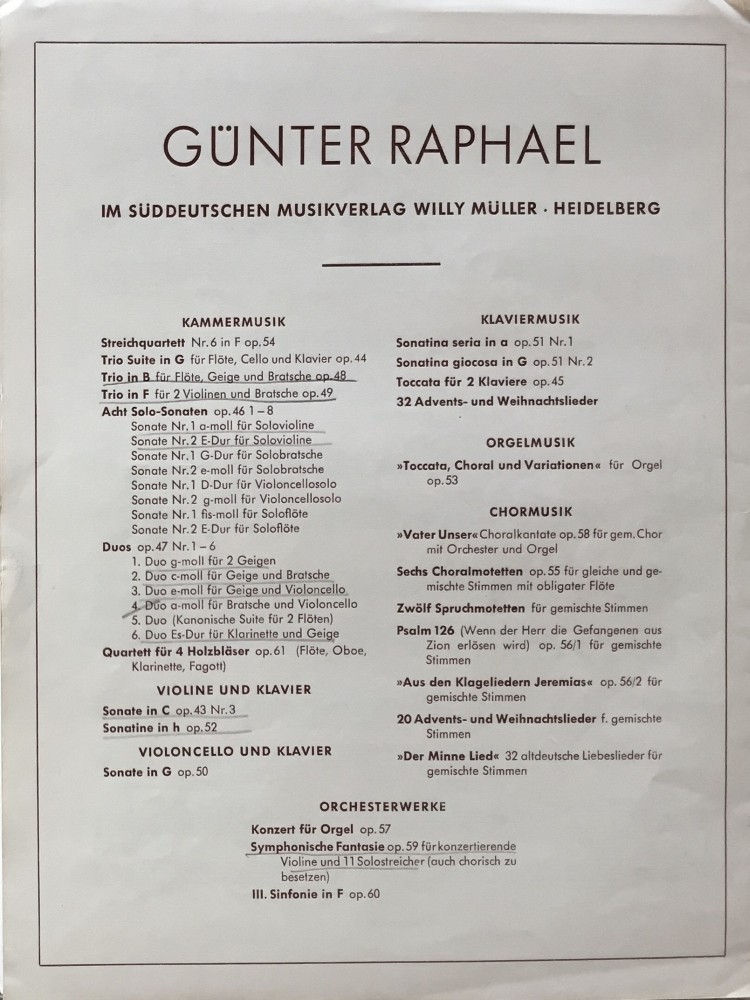 GÜNTER RAPHAEL
IM SÜDDEUTSCHEN MUSIKVERLAG WILLY MÜLLER · HEIDELBERG
KAMMERMUSIK
Streichquartett Nr. 6 in F op. 54
Trio Suite in G für Flöte, Cello und Klavier op. 44
Trio in B für Flöte, Geige und Bratsche op. 48
Trio in F für 2 Violinen und Bratsche op. 49
Acht Solo-Sonaten op. 46 1 – 8
Sonate Nr. 1 a-moll für Solovioline
Sonate Nr. 2 E-Dur für Solovioline
Sonate Nr. 1 G-Dur für Solobratsche
Sonate Nr. 2 e-moll für Solobratsche
Sonate Nr. 1 D-Dur für Violoncellosolo
Sonate Nr. 2 g-moll für Violoncellosolo
Sonate Nr. 1 fis-moll für Soloflöte
Sonate Nr. 2 E-Dur für Soloflöte
Duos op. 47 Nr. 1 – 6
1. Duo g-moll für 2 Geigen
2. Duo c-moll für Geige und Bratsche
3. Duo e-moll für Geige und Violoncello
4. Duo a-moll für Bratsche und Violoncello
5. Duo (Kanonische Suite für 2 Flöten)
6. Duo Es-Dur für Klarinette und Geige
Quartett für 4 Holzbläser op. 61 (Flöte, Oboe,
Klarinette, Fagott)
VIOLINE UND KLAVIER
Sonate in C op. 43 Nr. 3
Sonatine in h op. 52
VIOLONCELLO UND KLAVIER
Sonate in G op. 50
KLAVIERMUSIK
Sonatina seria in a op. 51 Nr. 1
Sonatina giocosa in G op. 51 Nr. 2
Toccata für 2 Klaviere op. 45
32 Advents- und Weihnachtslieder
ORGELMUSIK
»Toccata, Choral und Variationen« für Orgel
op. 53
CHORMUSIK
»Vater Unser« Choralkantate op. 58 für gem. Chor
mit Orchester und Orgel
Sechs Choralmotetten op. 55 für gleiche und ge-
mischte Stimmen mit obligater Flöte
Zwölf Spruchmotetten für gemischte Stimmen
Psalm 126 (Wenn der Herr die Gefangenen aus
Zion erlösen wird) op. 56/1 für gemischte
Stimmen
»Aus den Klageliedern Jeremias« op. 56/2 für
gemischte Stimmen
20 Advents- und Weihnachtslieder f. gemischte
Stimmen
»Der Minne Lied« 32 altdeutsche Liebeslieder für
gemischte Stimmen
ORCHESTERWERKE
Konzert für Orgel op. 57
Symphonische Fantasie op. 59 für konzertierende
Violine und 11 Solostreicher (auch chorisch zu
besetzen)
III. Sinfonie in F op. 60